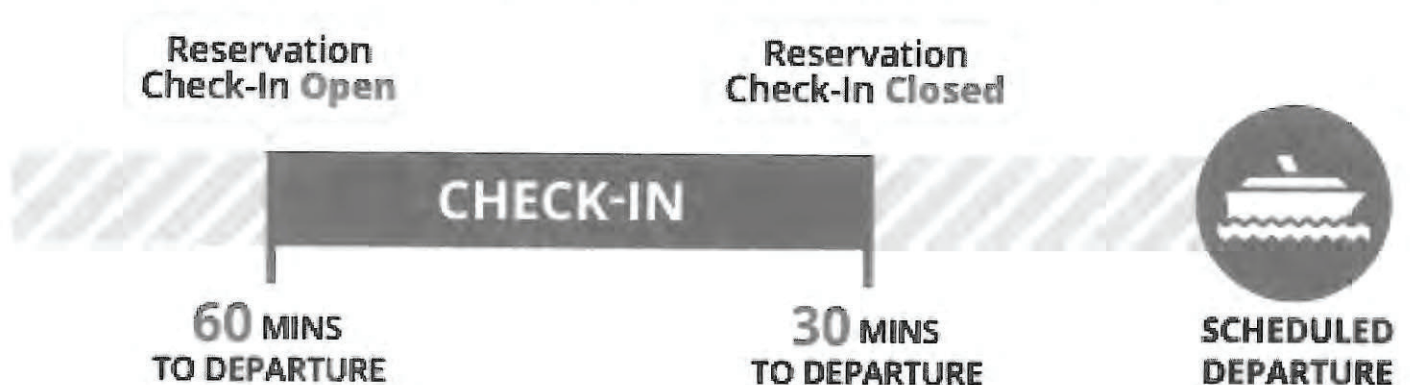 Reservation
Check-In Open
Reservation
Check-In Closed
CHECK-IN
60 MINS
TO DEPARTURE
30 MINS
TO DEPARTURE
SCHEDULED
DEPARTURE